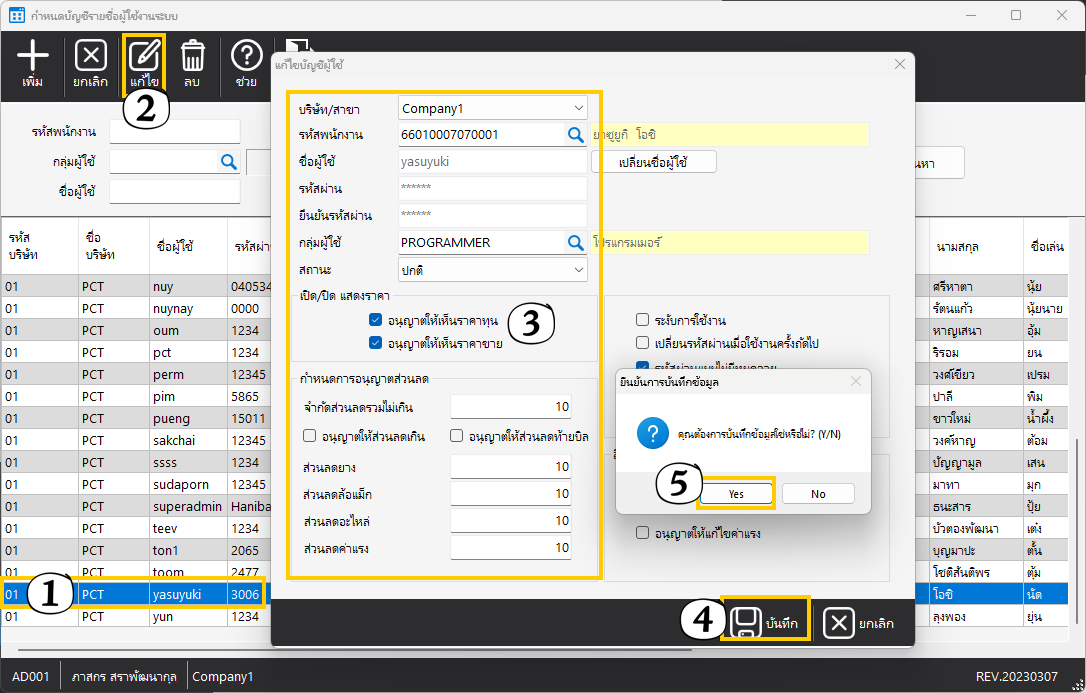 กำหนดบัญชีรายชื่อผู้ใช้งานระบบ
เพิ่ม ยกเลิก แก้ไข ลบ ช่วย
2
รหัสพนักงาน
กลุ่มผู้ใช้
ชื่อผู้ใช้
แก้ไขบัญชีผู้ใช้
บริษัท/สาขา Company1
รหัสพนักงาน 66010007070001 ยาซูยูกิ โอชิ
ชื่อผู้ใช้ yasuyuki เปลี่ยนชื่อผู้ใช้
รหัสผ่าน ******
ยืนยันรหัสผ่าน ******
กลุ่มผู้ใช้ PROGRAMMER โปรแกรมเมอร์
สถานะ ปกติ
เปิด/ปิด แสดงราคา
อนุญาตให้เห็นราคาทุน
อนุญาตให้เห็นราคาขาย
3
ระงับการใช้งาน
เปลี่ยนรหัสผ่านเมื่อใช้งานครั้งถัดไป
กำหนดการอนุญาตส่วนลด
จำกัดส่วนลดรวมไม่เกิน 10
อนุญาตให้ส่วนลดเกิน อนุญาตให้ส่วนลดท้ายบิล
ส่วนลดยาง 10
ส่วนลดล้อแม็ก 10
ส่วนลดอะไหล่ 10
ส่วนลดค่าแรง 10
อนุญาตให้แก้ไขค่าแรง
ยืนยันการบันทึกข้อมูล
คุณต้องการบันทึกข้อมูลใช่หรือไม่? (Y/N)
5 Yes No
4 บันทึก ยกเลิก
รหัสบริษัท ชื่อบริษัท ชื่อผู้ใช้ นามสกุล ชื่อเล่น
01 PCT nuy 040534 ศรีหาตา นุ้ย
01 PCT nuynay 0000 รัตนแก้ว นุ้ยนาย
01 PCT oum 1234 หาญเสนา อุ้ม
01 PCT pct 1234 ริรอม ยน
01 PCT perm 12345 วงศ์เขียว เปรม
01 PCT pim 5865 ปาลี พิม
01 PCT pueng 15011 ขาวใหม่ น้ำผึ้ง
01 PCT sakchai 12345 วงค์หาญ ต้อม
01 PCT ssss 1234 ปัญญามูล เสน
01 PCT sudaporn 12345 มาทา มุก
01 PCT superadmin Haniba ธนะสาร ปุ้ย
01 PCT teev 1234 บัวตองพัฒนา เต๋ง
01 PCT ton1 2065 บุญมาปะ ตั้น
01 PCT toom 2477 โชติสันติพร ตุ้ม
01 1 PCT yasuyuki 3006 โอชิ นัด
01 PCT yun 1234 ลุงพอง ยุ่น
AD001 ภาสกร สราพัฒนากุล Company1 REV.20230307